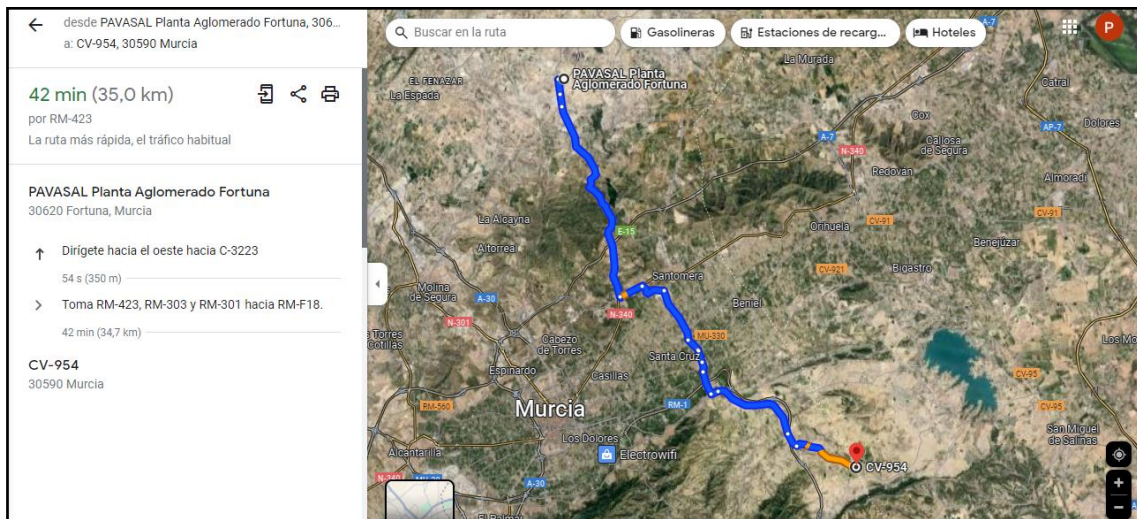 desde PAVASAL Planta Aglomerado Fortuna, 306...
a: CV-954, 30590 Murcia
42 min (35,0 km)
por RM-423
La ruta más rápida, el tráfico habitual
PAVASAL Planta Aglomerado Fortuna
30620 Fortuna, Murcia
Dirígete hacia el oeste hacia C-3223
54 s (350 m)
Toma RM-423, RM-303 y RM-301 hacia RM-F18.
42 min (34,7 km)
CV-954
30590 Murcia
Buscar en la ruta
Gasolineras
Estaciones de recarg...
Hoteles
P
A-7
La Murada
EL FENAZAR
PAVASAL Planta
Aglomerado Fortuna
La Espada
Catral
Cox
AP-7
Dolores
A-7
Callosa
de Segura
N-340
Redovan
Almoradí
La Alcayna
CV-91
CV-91
E-15
Orihuela
Altorreal
Benejúzar
Santomera
CV-921
Bigastro
Molina
de Segura
A-30
Beniel
N-340
N-301
MU-330
Las Torres
Cotillas
Cabezo
de Torres
Santa Cruz
Los Mo
Espinardo
Casillas
CV-95
RM-560
Murcia
RM-1
CV-95
San Miguel
de Salinas
Los Dolores
Alcantarilla
Electrowifi
CV-954
N-340
A-30
El Palmar